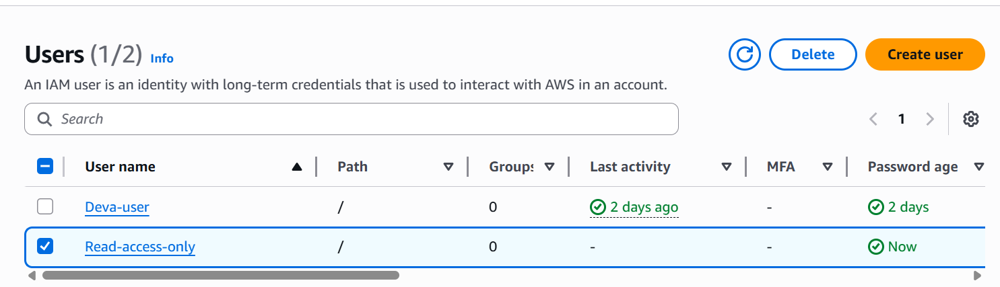 Users (1/2) Info
Delete
Create user
An IAM user is an identity with long-term credentials that is used to interact with AWS in an account.
Search
1
User name Path Groups Last activity MFA Password age
Deva-user / 0 2 days ago - 2 days
Read-access-only / 0 - - Now